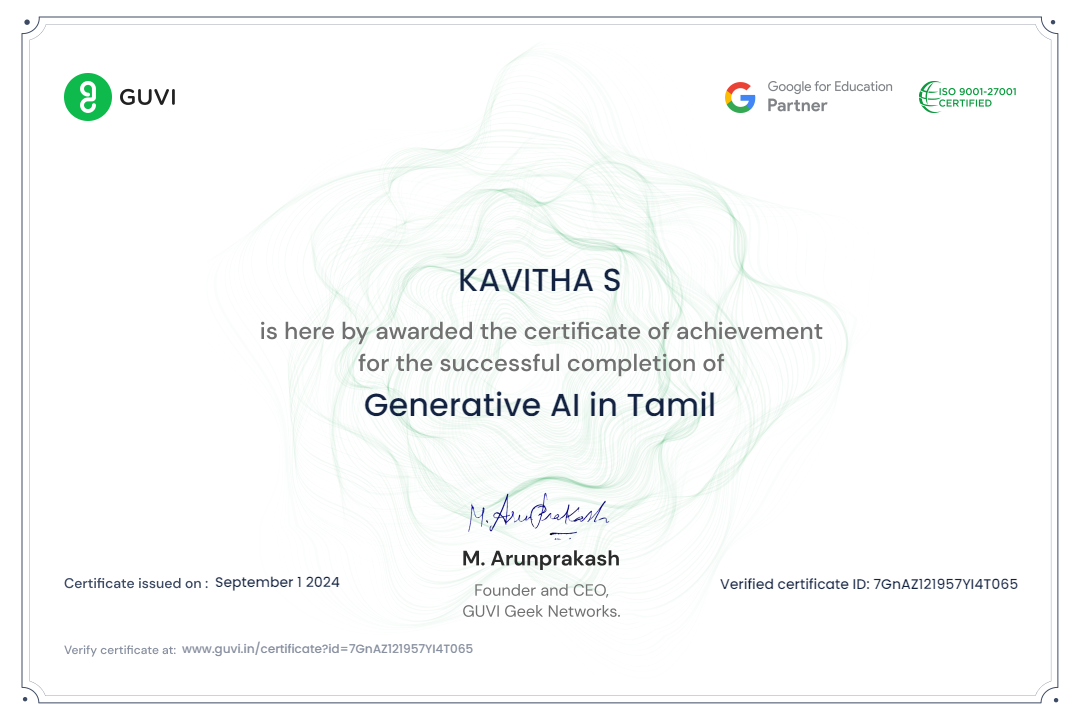 GUVI
Google for Education
Partner
ISO 9001-27001
CERTIFIED
KAVITHA S
is here by awarded the certificate of achievement
for the successful completion of
Generative AI in Tamil
M. Arunprakash
M. Arunprakash
Founder and CEO,
GUVI Geek Networks.
Certificate issued on : September 1 2024
Verified certificate ID: 7GnAZ121957YI4T065
Verify certificate at: www.guvi.in/certificate?id=7GnAZ121957YI4T065